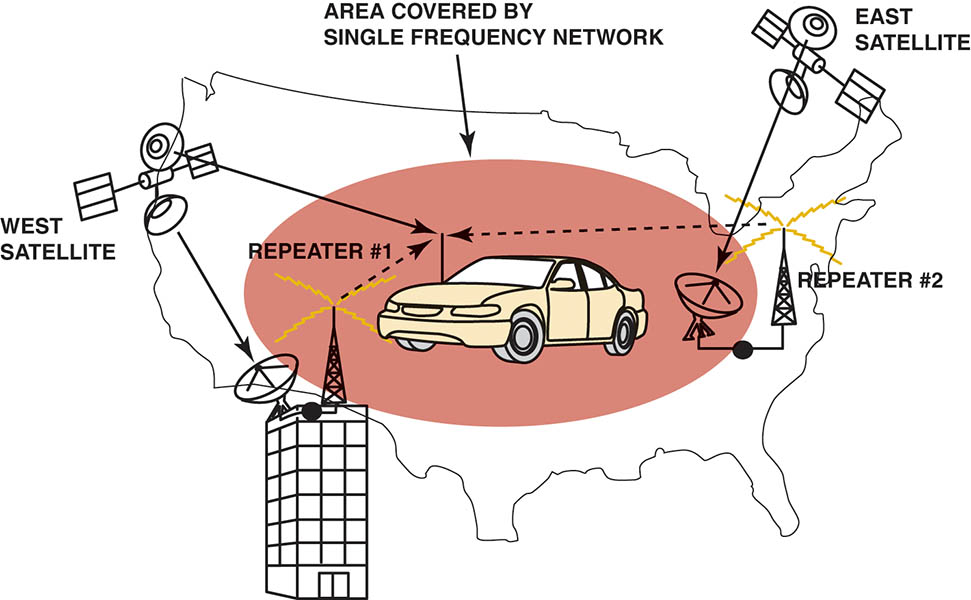 AREA COVERED BY
SINGLE FREQUENCY NETWORK
EAST
SATELLITE
WEST
SATELLITE
REPEATER #1
REPEATER #2